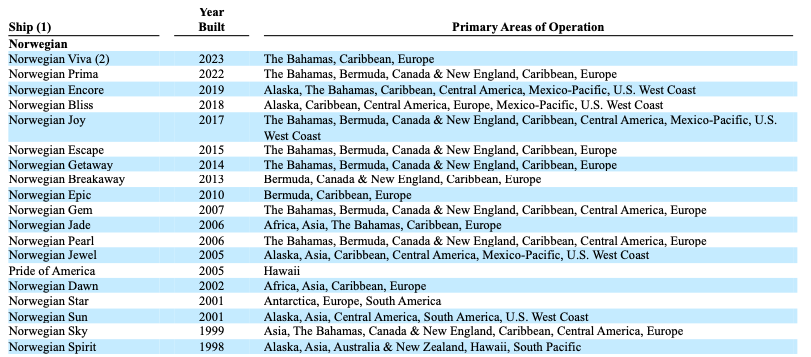 Ship (1) Year Built Primary Areas of Operation
Norwegian
Norwegian Viva (2) 2023 The Bahamas, Caribbean, Europe
Norwegian Prima 2022 The Bahamas, Bermuda, Canada & New England, Caribbean, Europe
Norwegian Encore 2019 Alaska, The Bahamas, Caribbean, Central America, Mexico-Pacific, U.S. West Coast
Norwegian Bliss 2018 Alaska, Caribbean, Central America, Europe, Mexico-Pacific, U.S. West Coast
Norwegian Joy 2017 The Bahamas, Bermuda, Canada & New England, Caribbean, Central America, Mexico-Pacific, U.S.
West Coast
Norwegian Escape 2015 The Bahamas, Bermuda, Canada & New England, Caribbean, Europe
Norwegian Getaway 2014 The Bahamas, Bermuda, Canada & New England, Caribbean, Europe
Norwegian Breakaway 2013 Bermuda, Canada & New England, Caribbean, Europe
Norwegian Epic 2010 Bermuda, Caribbean, Europe
Norwegian Gem 2007 The Bahamas, Bermuda, Canada & New England, Caribbean, Central America, Europe
Norwegian Jade 2006 Africa, Asia, The Bahamas, Caribbean, Europe
Norwegian Pearl 2006 The Bahamas, Bermuda, Canada & New England, Caribbean, Central America, Europe
Norwegian Jewel 2005 Alaska, Asia, Caribbean, Central America, Mexico-Pacific, U.S. West Coast
Pride of America 2005 Hawaii
Norwegian Dawn 2002 Africa, Asia, Caribbean, Europe
Norwegian Star 2001 Antarctica, Europe, South America
Norwegian Sun 2001 Alaska, Asia, Central America, South America, U.S. West Coast
Norwegian Sky 1999 Asia, The Bahamas, Canada & New England, Caribbean, Central America, Europe
Norwegian Spirit 1998 Alaska, Asia, Australia & New Zealand, Hawaii, South Pacific